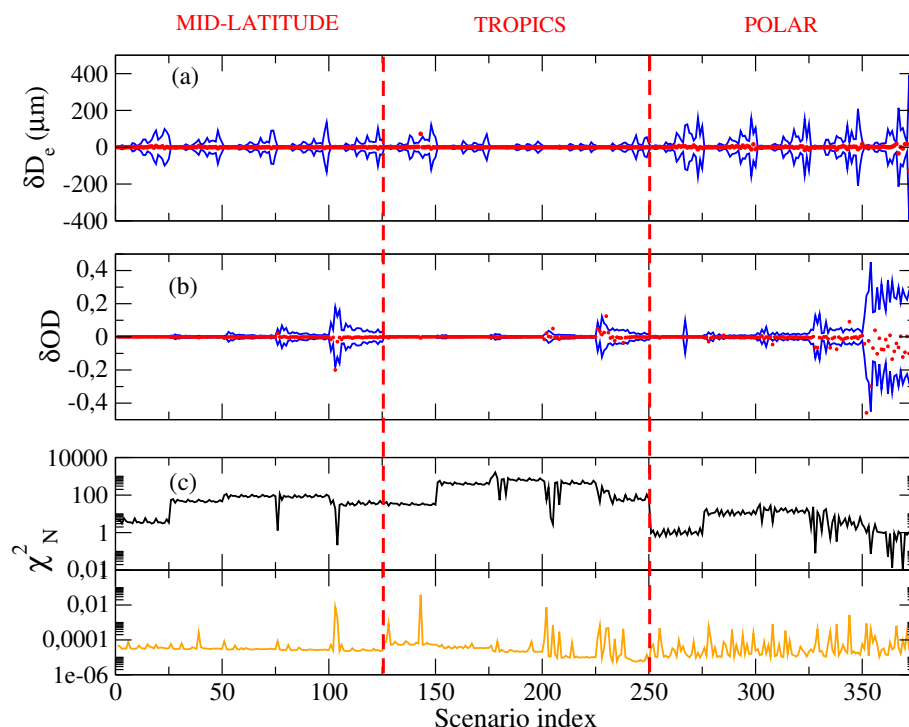 MID-LATITUDE TROPICS POLAR
(a)
400
200
0
-200
-400
δD_e (μm)
(b)
0,4
0,2
0
-0,2
-0,4
δOD
(c)
10000
100
1
0,01
χ²_N
0,01
0,0001
1e-06
0 50 100 150 200 250 300 350
Scenario index